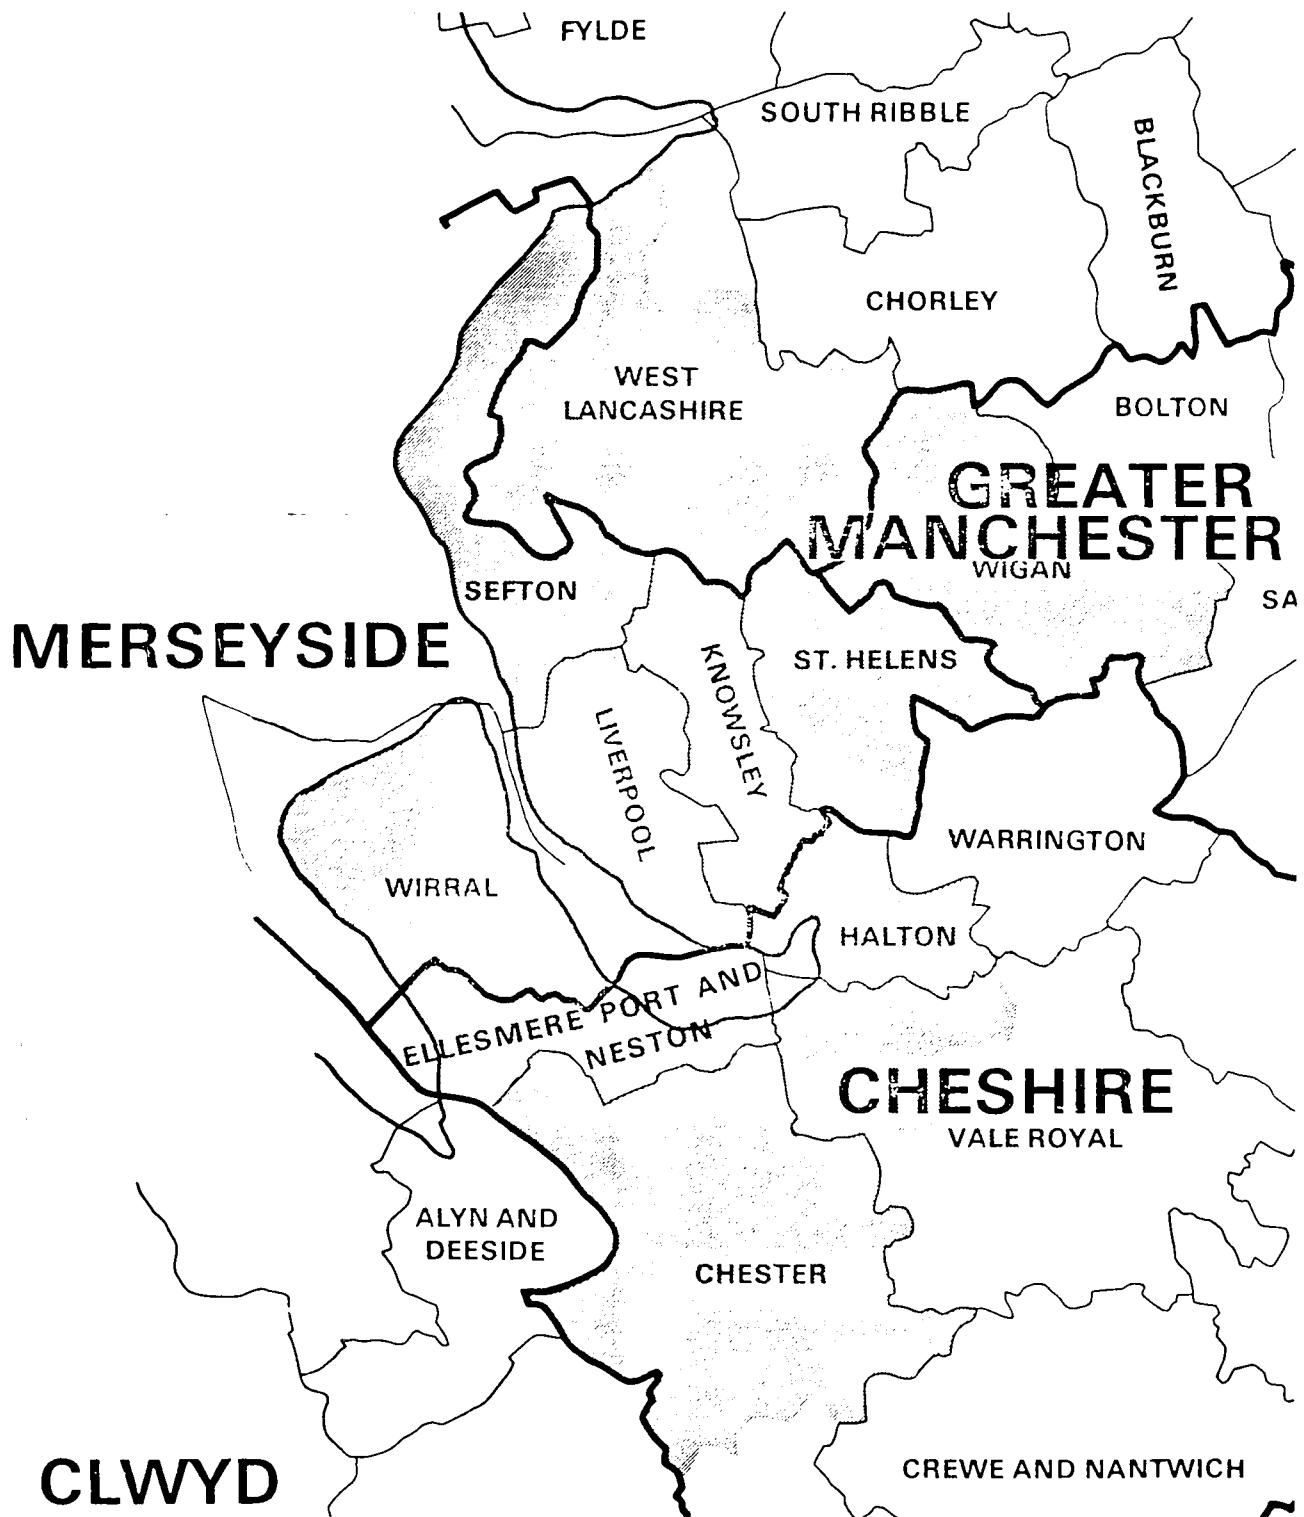 FYLDE
SOUTH RIBBLE
BLACKBURN
CHORLEY
WEST
LANCASHIRE
BOLTON
GREATER
MANCHESTER
WIGAN
SEFTON
SA
MERSEYSIDE
KNOWSLEY
ST. HELENS
LIVERPOOL
WARRINGTON
WIRRAL
HALTON
ELLESMERE PORT AND
NESTON
CHESHIRE
VALE ROYAL
ALYN AND
DEESIDE
CHESTER
CLWYD
CREWE AND NANTWICH